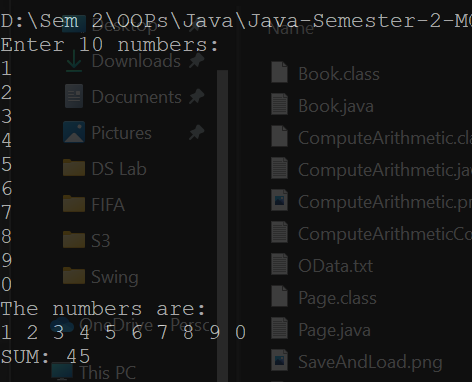 D:\Sem 2\OOPs\Java\Java-Semester-2-MO
Enter 10 numbers:
1
2
3
4
5
6
7
8
9
0
The numbers are:
1 2 3 4 5 6 7 8 9 0
SUM: 45
Desktop
Downloads
Documents
Pictures
DS Lab
FIFA
S3
Swing
OneDrive - Persc
This PC
Name
Book.class
Book.java
ComputeArithmetic.cla
ComputeArithmetic.jav
ComputeArithmetic.pn
ComputeArithmeticCo
OData.txt
Page.class
Page.java
SaveAndLoad.png